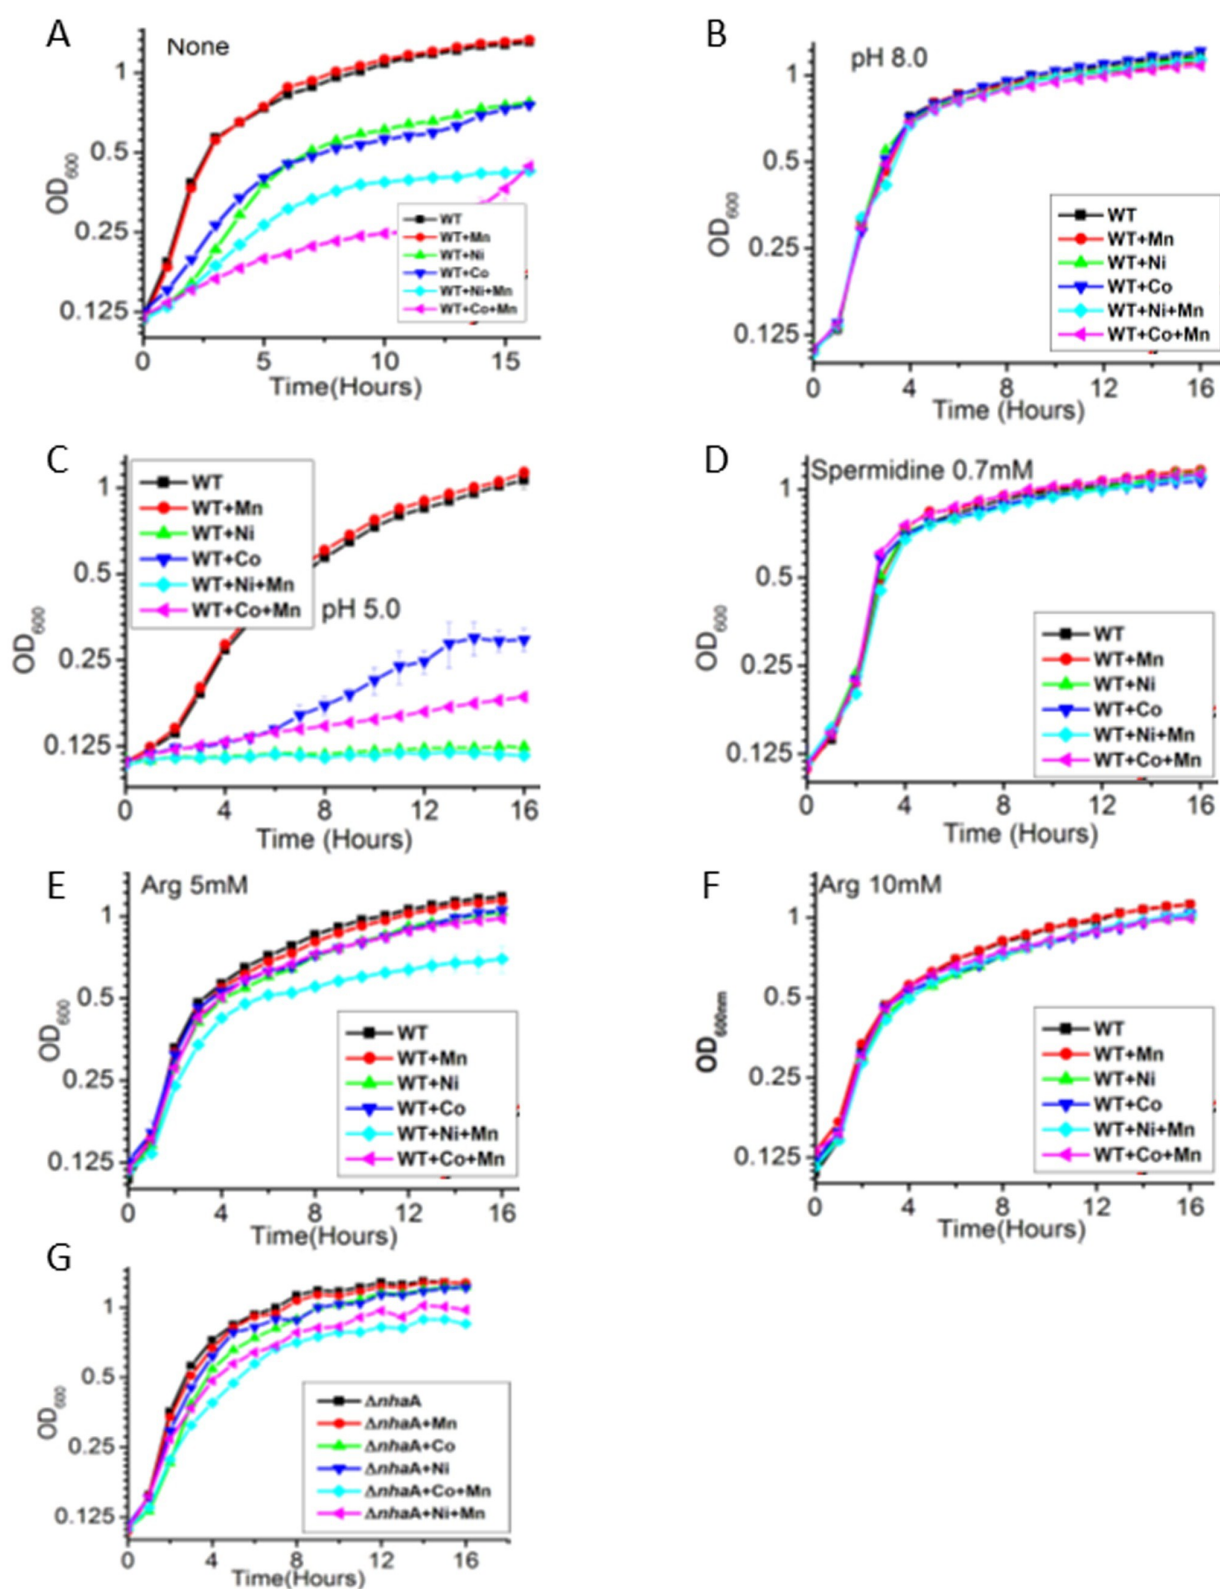 A
None
1
0.5
0.25
0.125
OD600
0 5 10 15
Time(Hours)
WT
WT+Mn
WT+Ni
WT+Co
WT+Ni+Mn
WT+Co+Mn
B
pH 8.0
1
0.5
0.25
0.125
OD600
0 4 8 12 16
Time (Hours)
WT
WT+Mn
WT+Ni
WT+Co
WT+Ni+Mn
WT+Co+Mn
C
pH 5.0
1
0.5
0.25
0.125
OD600
0 4 8 12 16
Time (Hours)
WT
WT+Mn
WT+Ni
WT+Co
WT+Ni+Mn
WT+Co+Mn
D
Spermidine 0.7mM
1
0.5
0.25
0.125
OD600
0 4 8 12 16
Time (Hours)
WT
WT+Mn
WT+Ni
WT+Co
WT+Ni+Mn
WT+Co+Mn
E
Arg 5mM
1
0.5
0.25
0.125
OD600
0 4 8 12 16
Time(Hours)
WT
WT+Mn
WT+Ni
WT+Co
WT+Ni+Mn
WT+Co+Mn
F
Arg 10mM
1
0.5
0.25
0.125
OD600nm
0 4 8 12 16
Time(Hours)
WT
WT+Mn
WT+Ni
WT+Co
WT+Ni+Mn
WT+Co+Mn
G
1
0.5
0.25
0.125
OD600
0 4 8 12 16
Time(Hours)
ΔnhaA
ΔnhaA+Mn
ΔnhaA+Co
ΔnhaA+Ni
ΔnhaA+Co+Mn
ΔnhaA+Ni+Mn